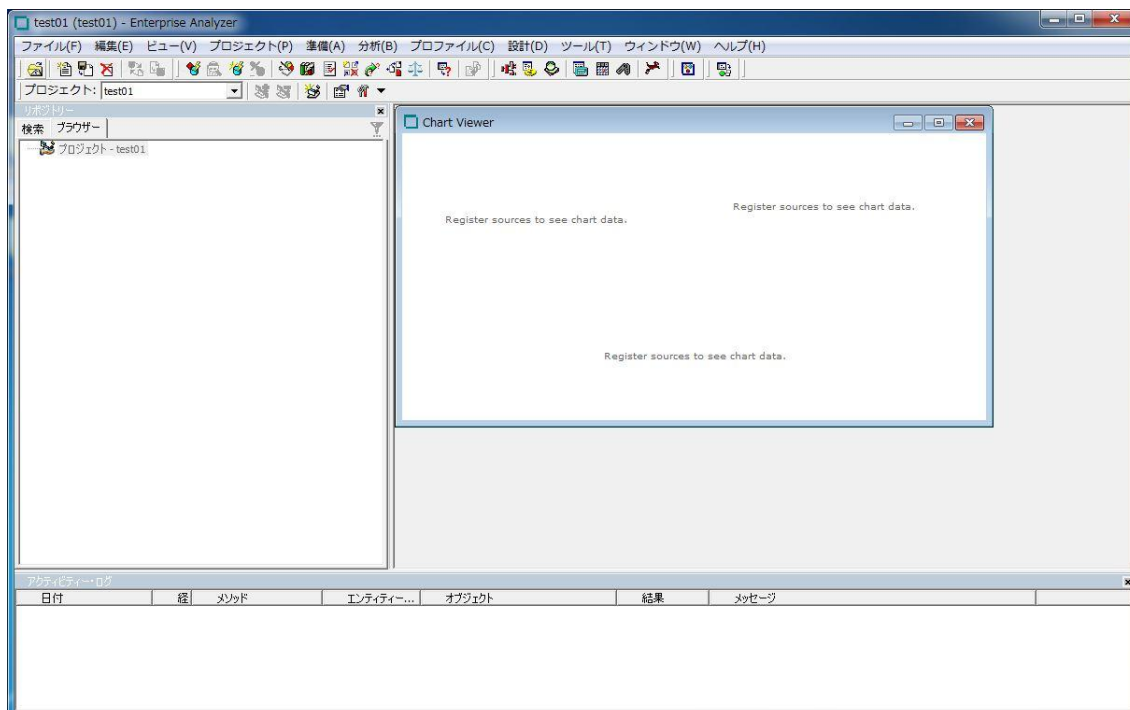 test01 (test01) - Enterprise Analyzer
ファイル(F) 編集(E) ビュー(V) プロジェクト(P) 準備(A) 分析(B) プロファイル(C) 設計(D) ツール(T) ウィンドウ(W) ヘルプ(H)
プロジェクト: test01
リポジトリー
検索 ブラウザー
プロジェクト - test01
Chart Viewer
Register sources to see chart data.
Register sources to see chart data.
Register sources to see chart data.
アクティビティー・ログ
日付 経 メソッド エンティティー... オブジェクト 結果 メッセージ